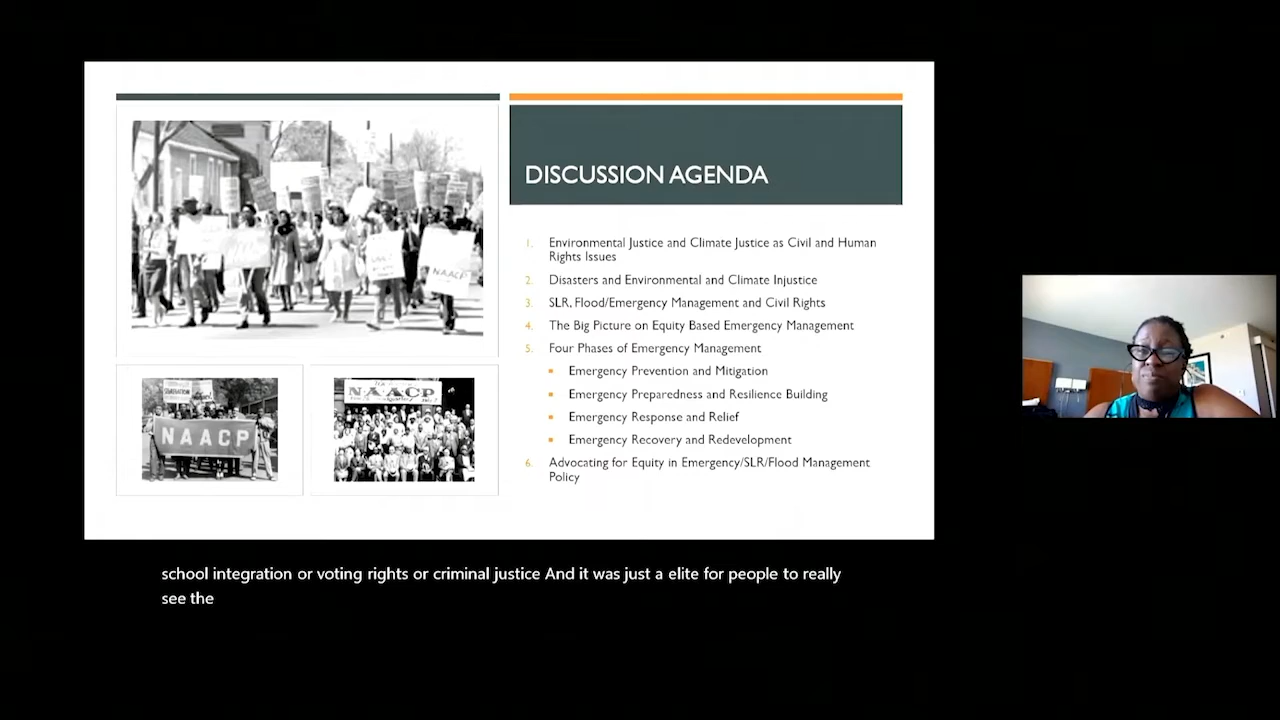 DISCUSSION AGENDA
1. Environmental Justice and Climate Justice as Civil and Human
Rights Issues
2. Disasters and Environmental and Climate Injustice
3. SLR, Flood/Emergency Management and Civil Rights
4. The Big Picture on Equity Based Emergency Management
5. Four Phases of Emergency Management
▪ Emergency Prevention and Mitigation
▪ Emergency Preparedness and Resilience Building
▪ Emergency Response and Relief
▪ Emergency Recovery and Redevelopment
6. Advocating for Equity in Emergency/SLR/Flood Management
Policy
NAACP
NAACP
N·A·A·C·P
school integration or voting rights or criminal justice And it was just a elite for people to really
see the